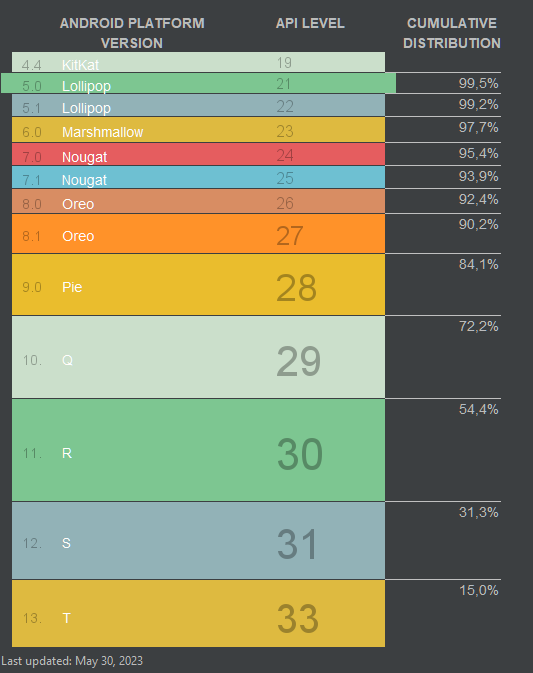 ANDROID PLATFORM VERSION API LEVEL CUMULATIVE DISTRIBUTION
4.4 KitKat 19
5.0 Lollipop 21 99,5%
5.1 Lollipop 22 99,2%
6.0 Marshmallow 23 97,7%
7.0 Nougat 24 95,4%
7.1 Nougat 25 93,9%
8.0 Oreo 26 92,4%
8.1 Oreo 27 90,2%
9.0 Pie 28 84,1%
10. Q 29 72,2%
11. R 30 54,4%
12. S 31 31,3%
13. T 33 15,0%
Last updated: May 30, 2023